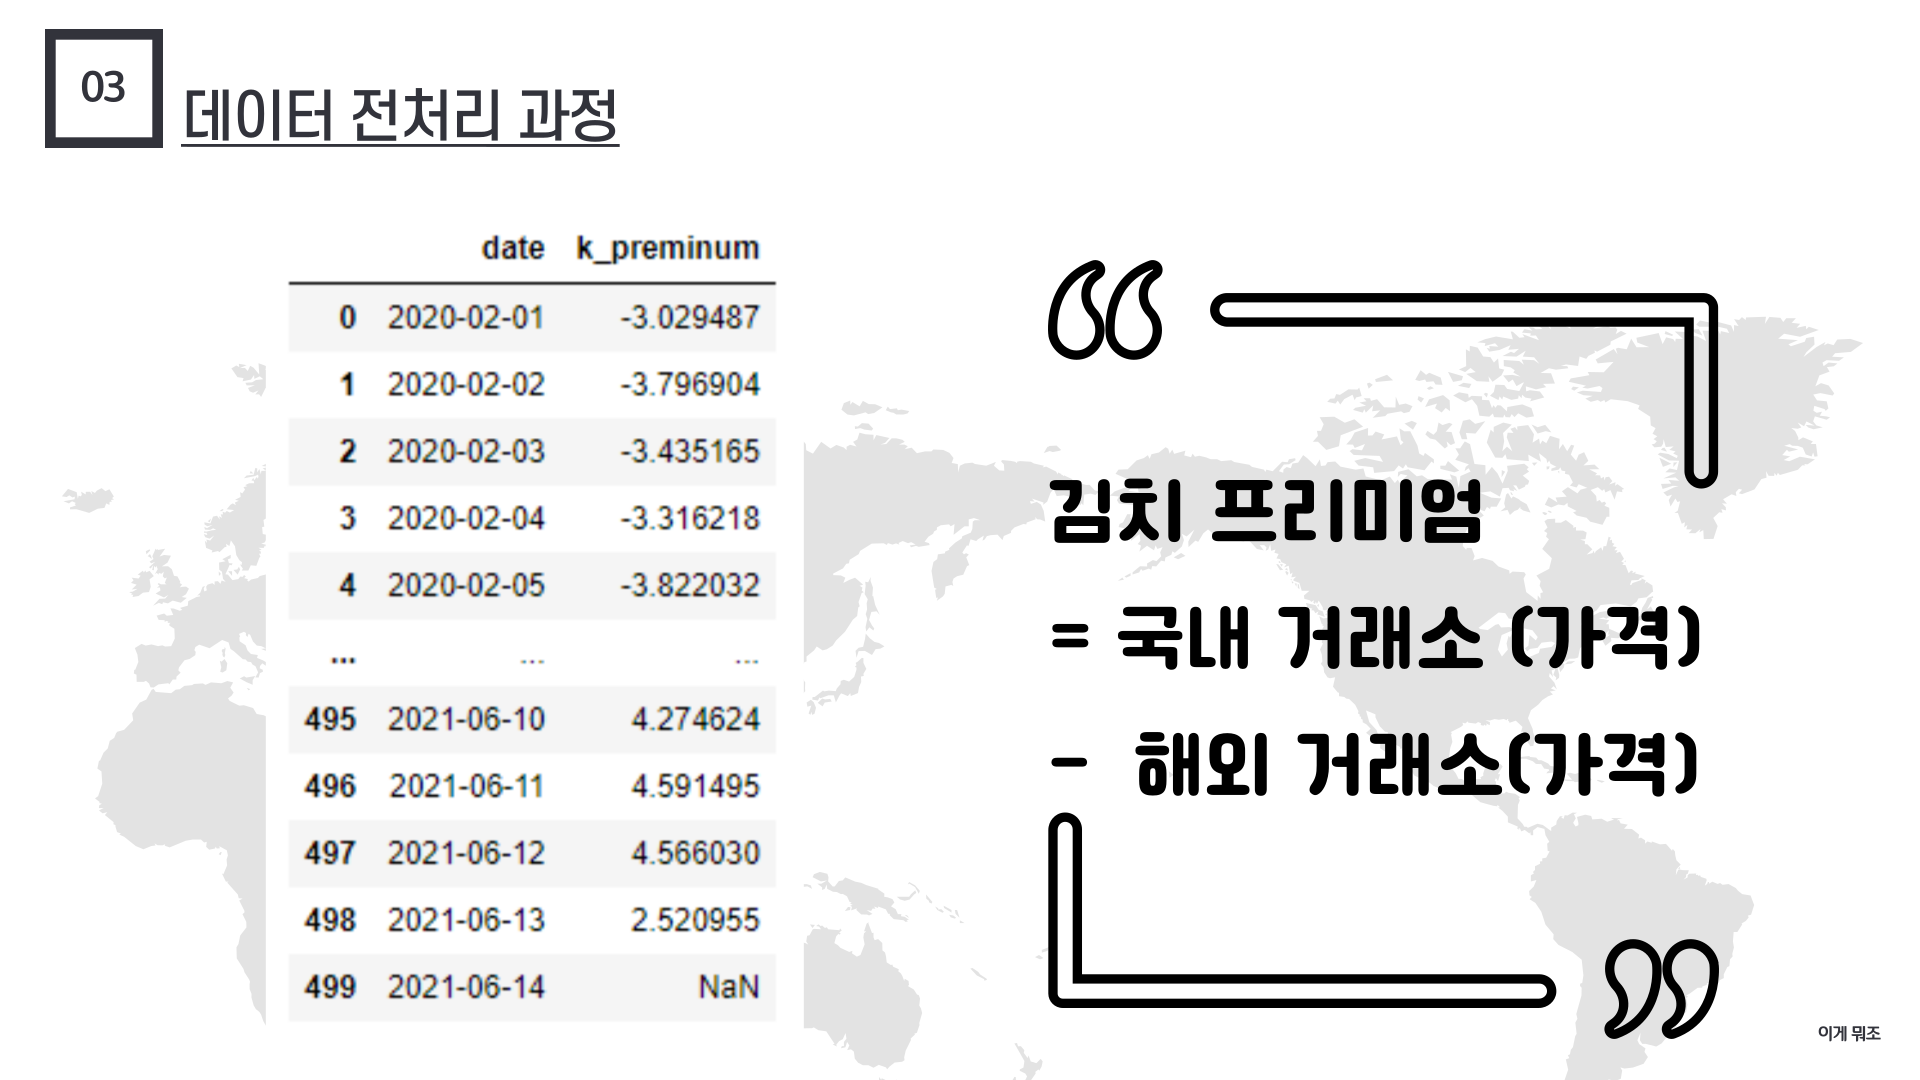 03
데이터 전처리 과정
date k_preminum
0 2020-02-01 -3.029487
1 2020-02-02 -3.796904
2 2020-02-03 -3.435165
3 2020-02-04 -3.316218
4 2020-02-05 -3.822032
... ... ...
495 2021-06-10 4.274624
496 2021-06-11 4.591495
497 2021-06-12 4.566030
498 2021-06-13 2.520955
499 2021-06-14 NaN
“
김치 프리미엄
= 국내 거래소 (가격)
- 해외 거래소(가격)
”
이게 뭐조